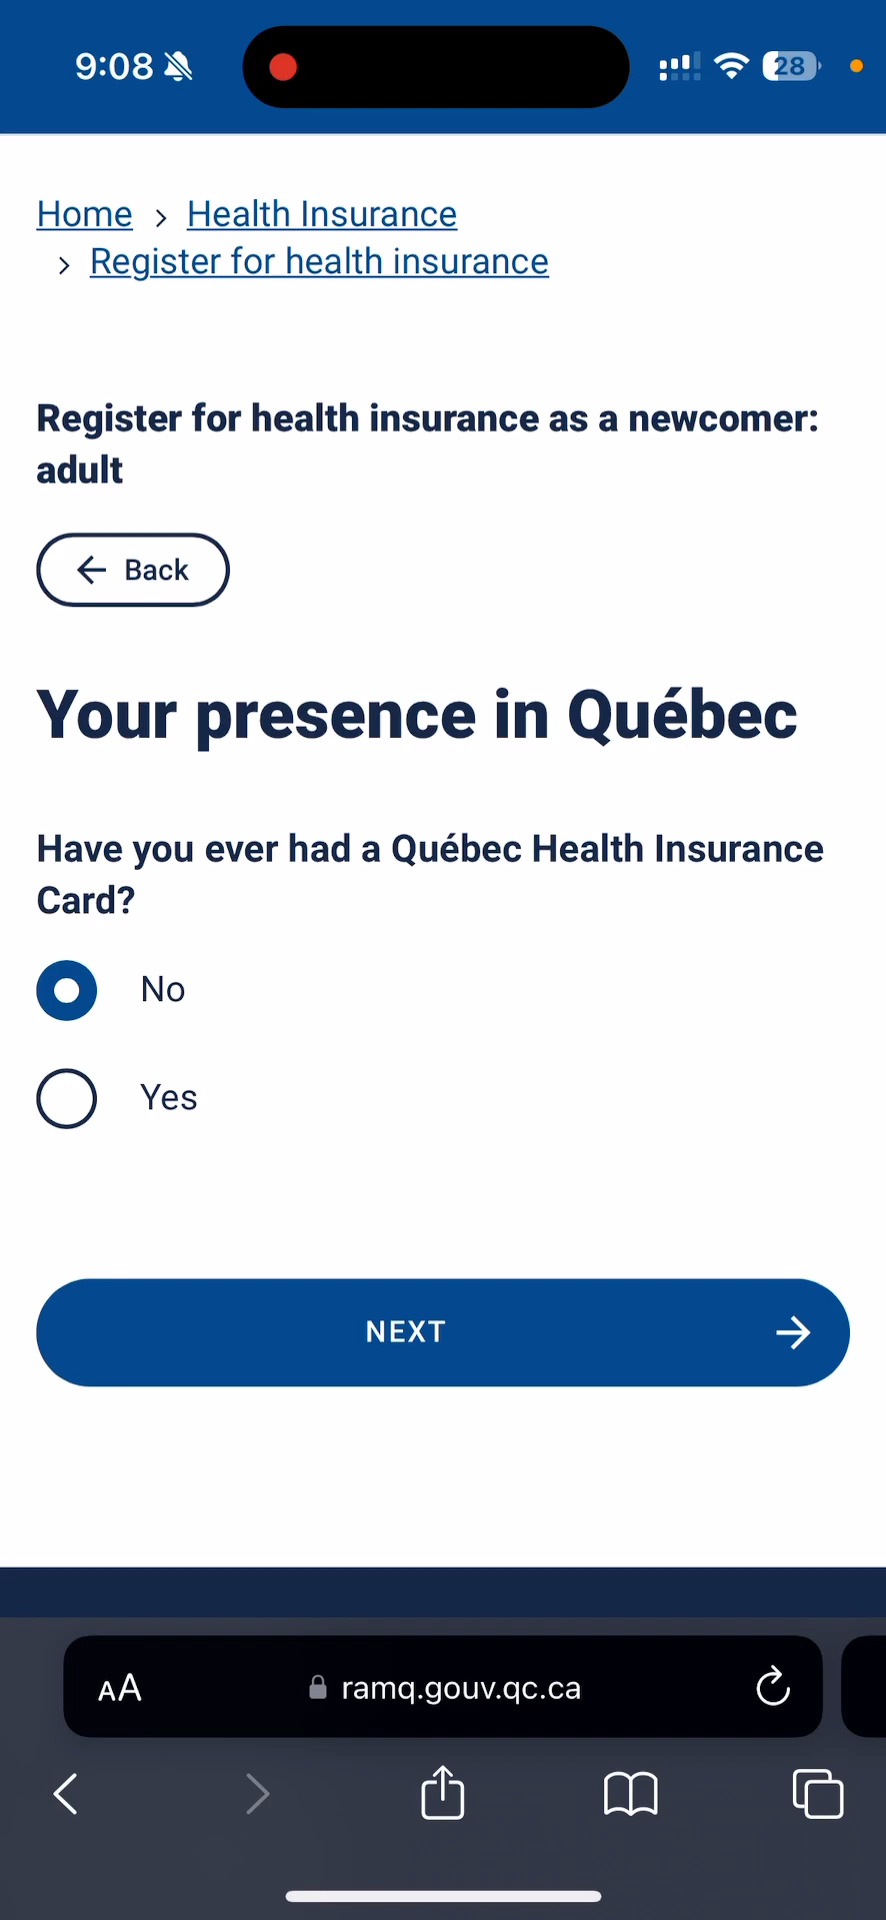 9:08
28
Home > Health Insurance
> Register for health insurance
Register for health insurance as a newcomer:
adult
Back
Your presence in Québec
Have you ever had a Québec Health Insurance
Card?
No
Yes
NEXT
AA ramq.gouv.qc.ca